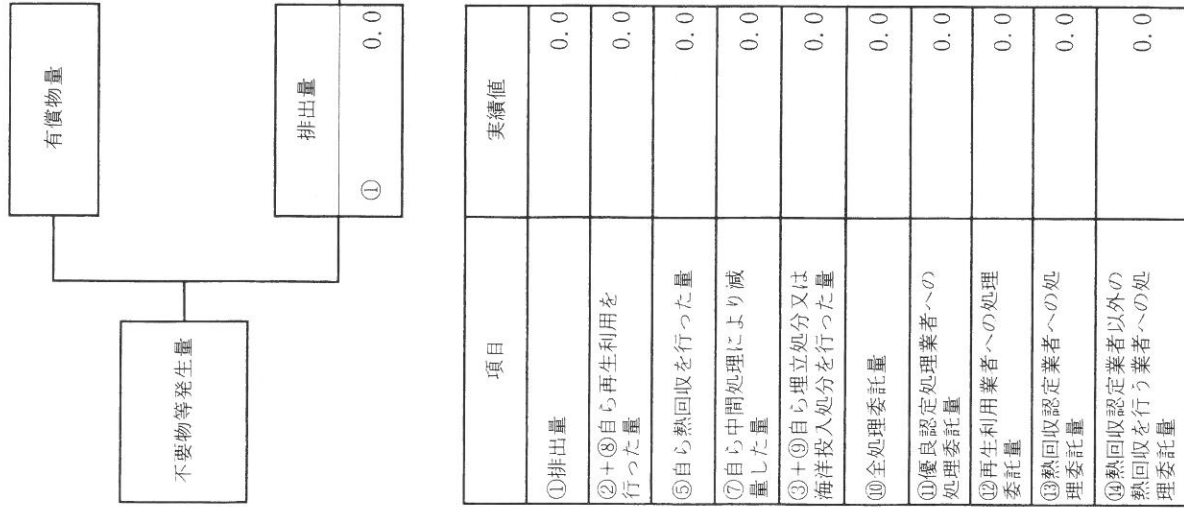 有償物量
不要物等発生量
排出量
① 0.0
項目 実績値
①排出量 0.0
②+⑧自ら再生利用を
行った量 0.0
⑤自ら熱回収を行った量 0.0
⑦自ら中間処理により減
量した量 0.0
③+⑨自ら埋立処分又は
海洋投入処分を行った量 0.0
⑩全処理委託量 0.0
⑪優良認定処理業者への
処理委託量 0.0
⑫再生利用業者への処理
委託量 0.0
⑬熱回収認定業者への処
理委託量 0.0
⑭熱回収認定業者以外の
熱回収を行う業者への処
理委託量 0.0